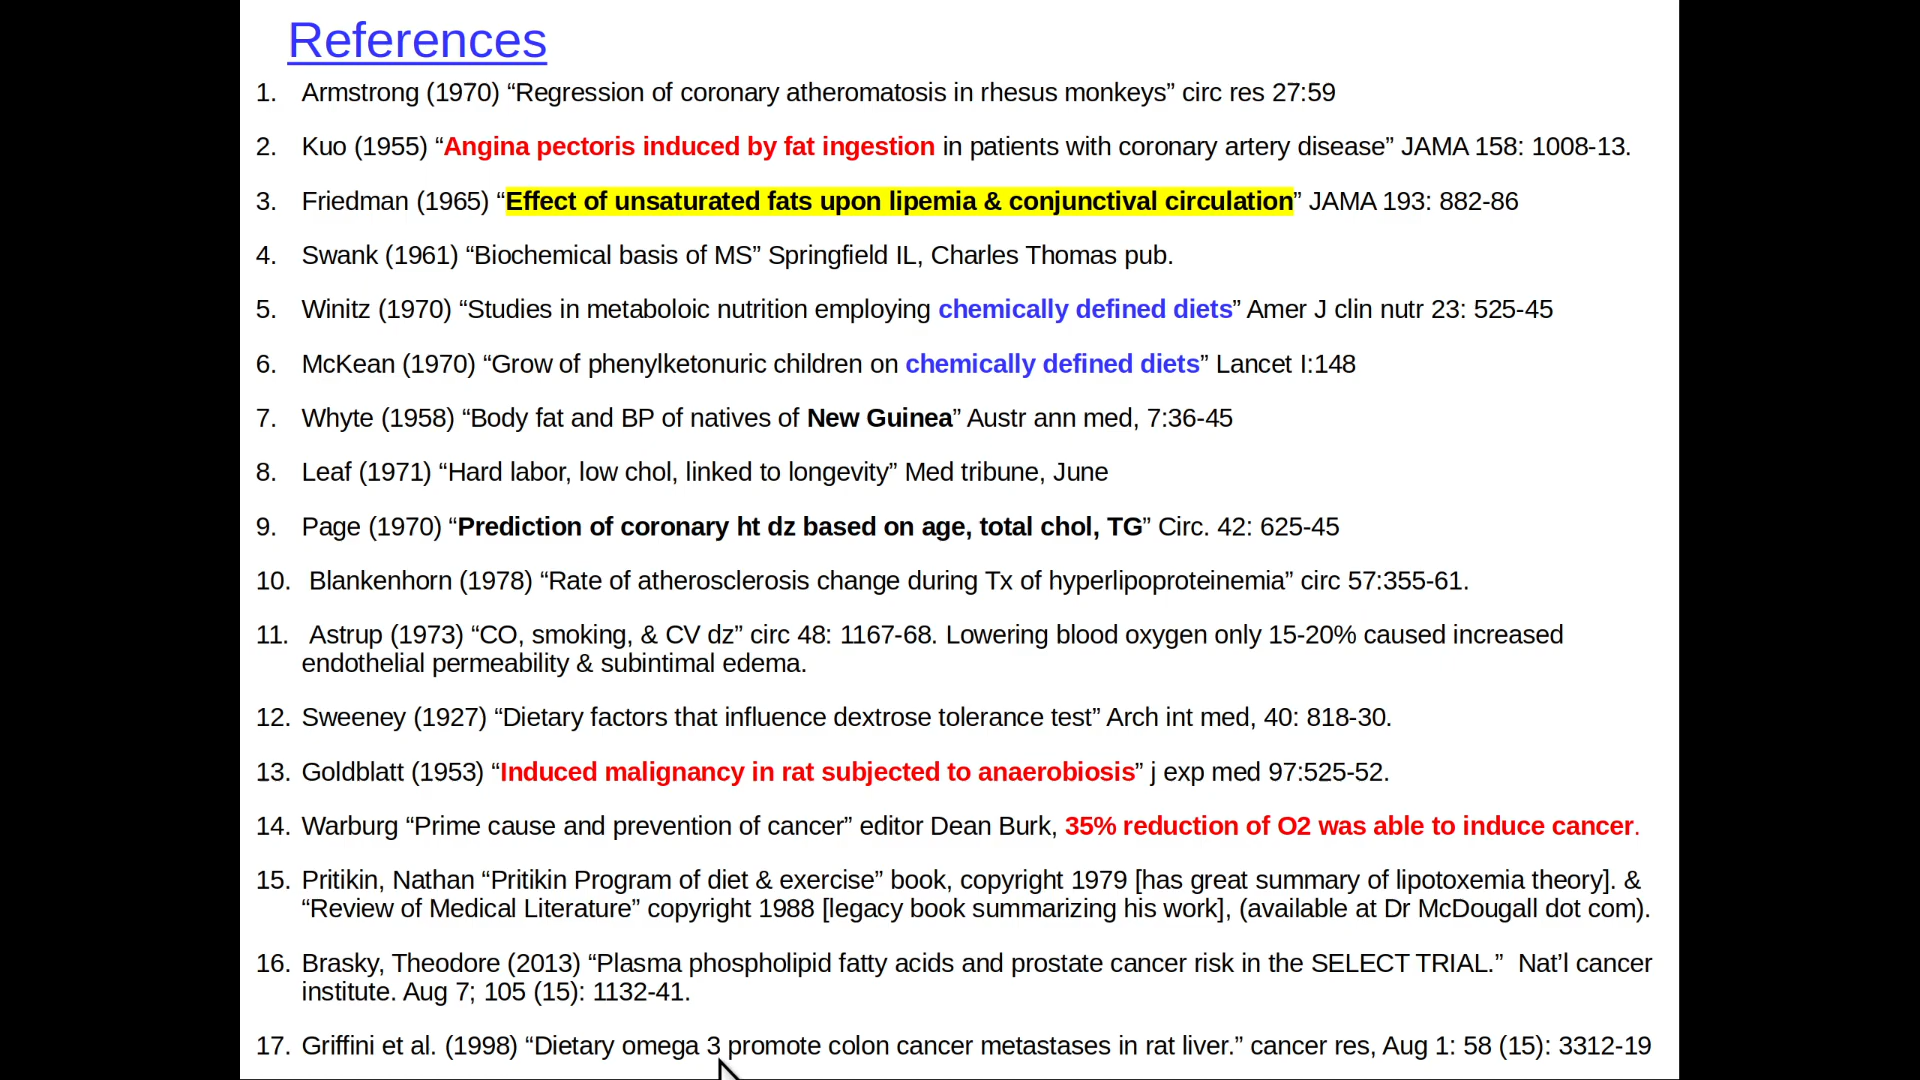 References
1. Armstrong (1970) “Regression of coronary atheromatosis in rhesus monkeys” circ res 27:59
2. Kuo (1955) “Angina pectoris induced by fat ingestion in patients with coronary artery disease” JAMA 158: 1008-13.
3. Friedman (1965) “Effect of unsaturated fats upon lipemia & conjunctival circulation” JAMA 193: 882-86
4. Swank (1961) “Biochemical basis of MS” Springfield IL, Charles Thomas pub.
5. Winitz (1970) “Studies in metaboloic nutrition employing chemically defined diets” Amer J clin nutr 23: 525-45
6. McKean (1970) “Grow of phenylketonuric children on chemically defined diets” Lancet I:148
7. Whyte (1958) “Body fat and BP of natives of New Guinea” Austr ann med, 7:36-45
8. Leaf (1971) “Hard labor, low chol, linked to longevity” Med tribune, June
9. Page (1970) “Prediction of coronary ht dz based on age, total chol, TG” Circ. 42: 625-45
10. Blankenhorn (1978) “Rate of atherosclerosis change during Tx of hyperlipoproteinemia” circ 57:355-61.
11. Astrup (1973) “CO, smoking, & CV dz” circ 48: 1167-68. Lowering blood oxygen only 15-20% caused increased
endothelial permeability & subintimal edema.
12. Sweeney (1927) “Dietary factors that influence dextrose tolerance test” Arch int med, 40: 818-30.
13. Goldblatt (1953) “Induced malignancy in rat subjected to anaerobiosis” j exp med 97:525-52.
14. Warburg “Prime cause and prevention of cancer” editor Dean Burk, 35% reduction of O2 was able to induce cancer.
15. Pritikin, Nathan “Pritikin Program of diet & exercise” book, copyright 1979 [has great summary of lipotoxemia theory]. &
“Review of Medical Literature” copyright 1988 [legacy book summarizing his work], (available at Dr McDougall dot com).
16. Brasky, Theodore (2013) “Plasma phospholipid fatty acids and prostate cancer risk in the SELECT TRIAL.” Nat’l cancer
institute. Aug 7; 105 (15): 1132-41.
17. Griffini et al. (1998) “Dietary omega 3 promote colon cancer metastases in rat liver.” cancer res, Aug 1: 58 (15): 3312-19